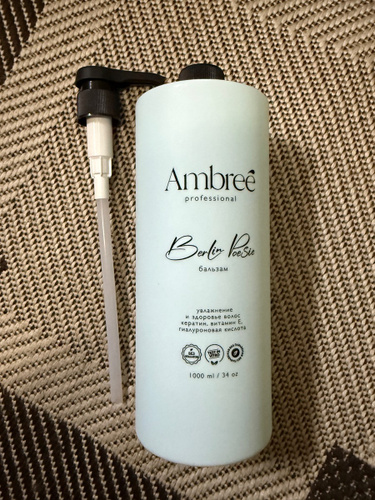 Ambreé
professional
Berlin Poesie
бальзам
увлажнение
и здоровье волос
кератин, витамин Е,
гиалуроновая кислота
1000 ml / 34 oz